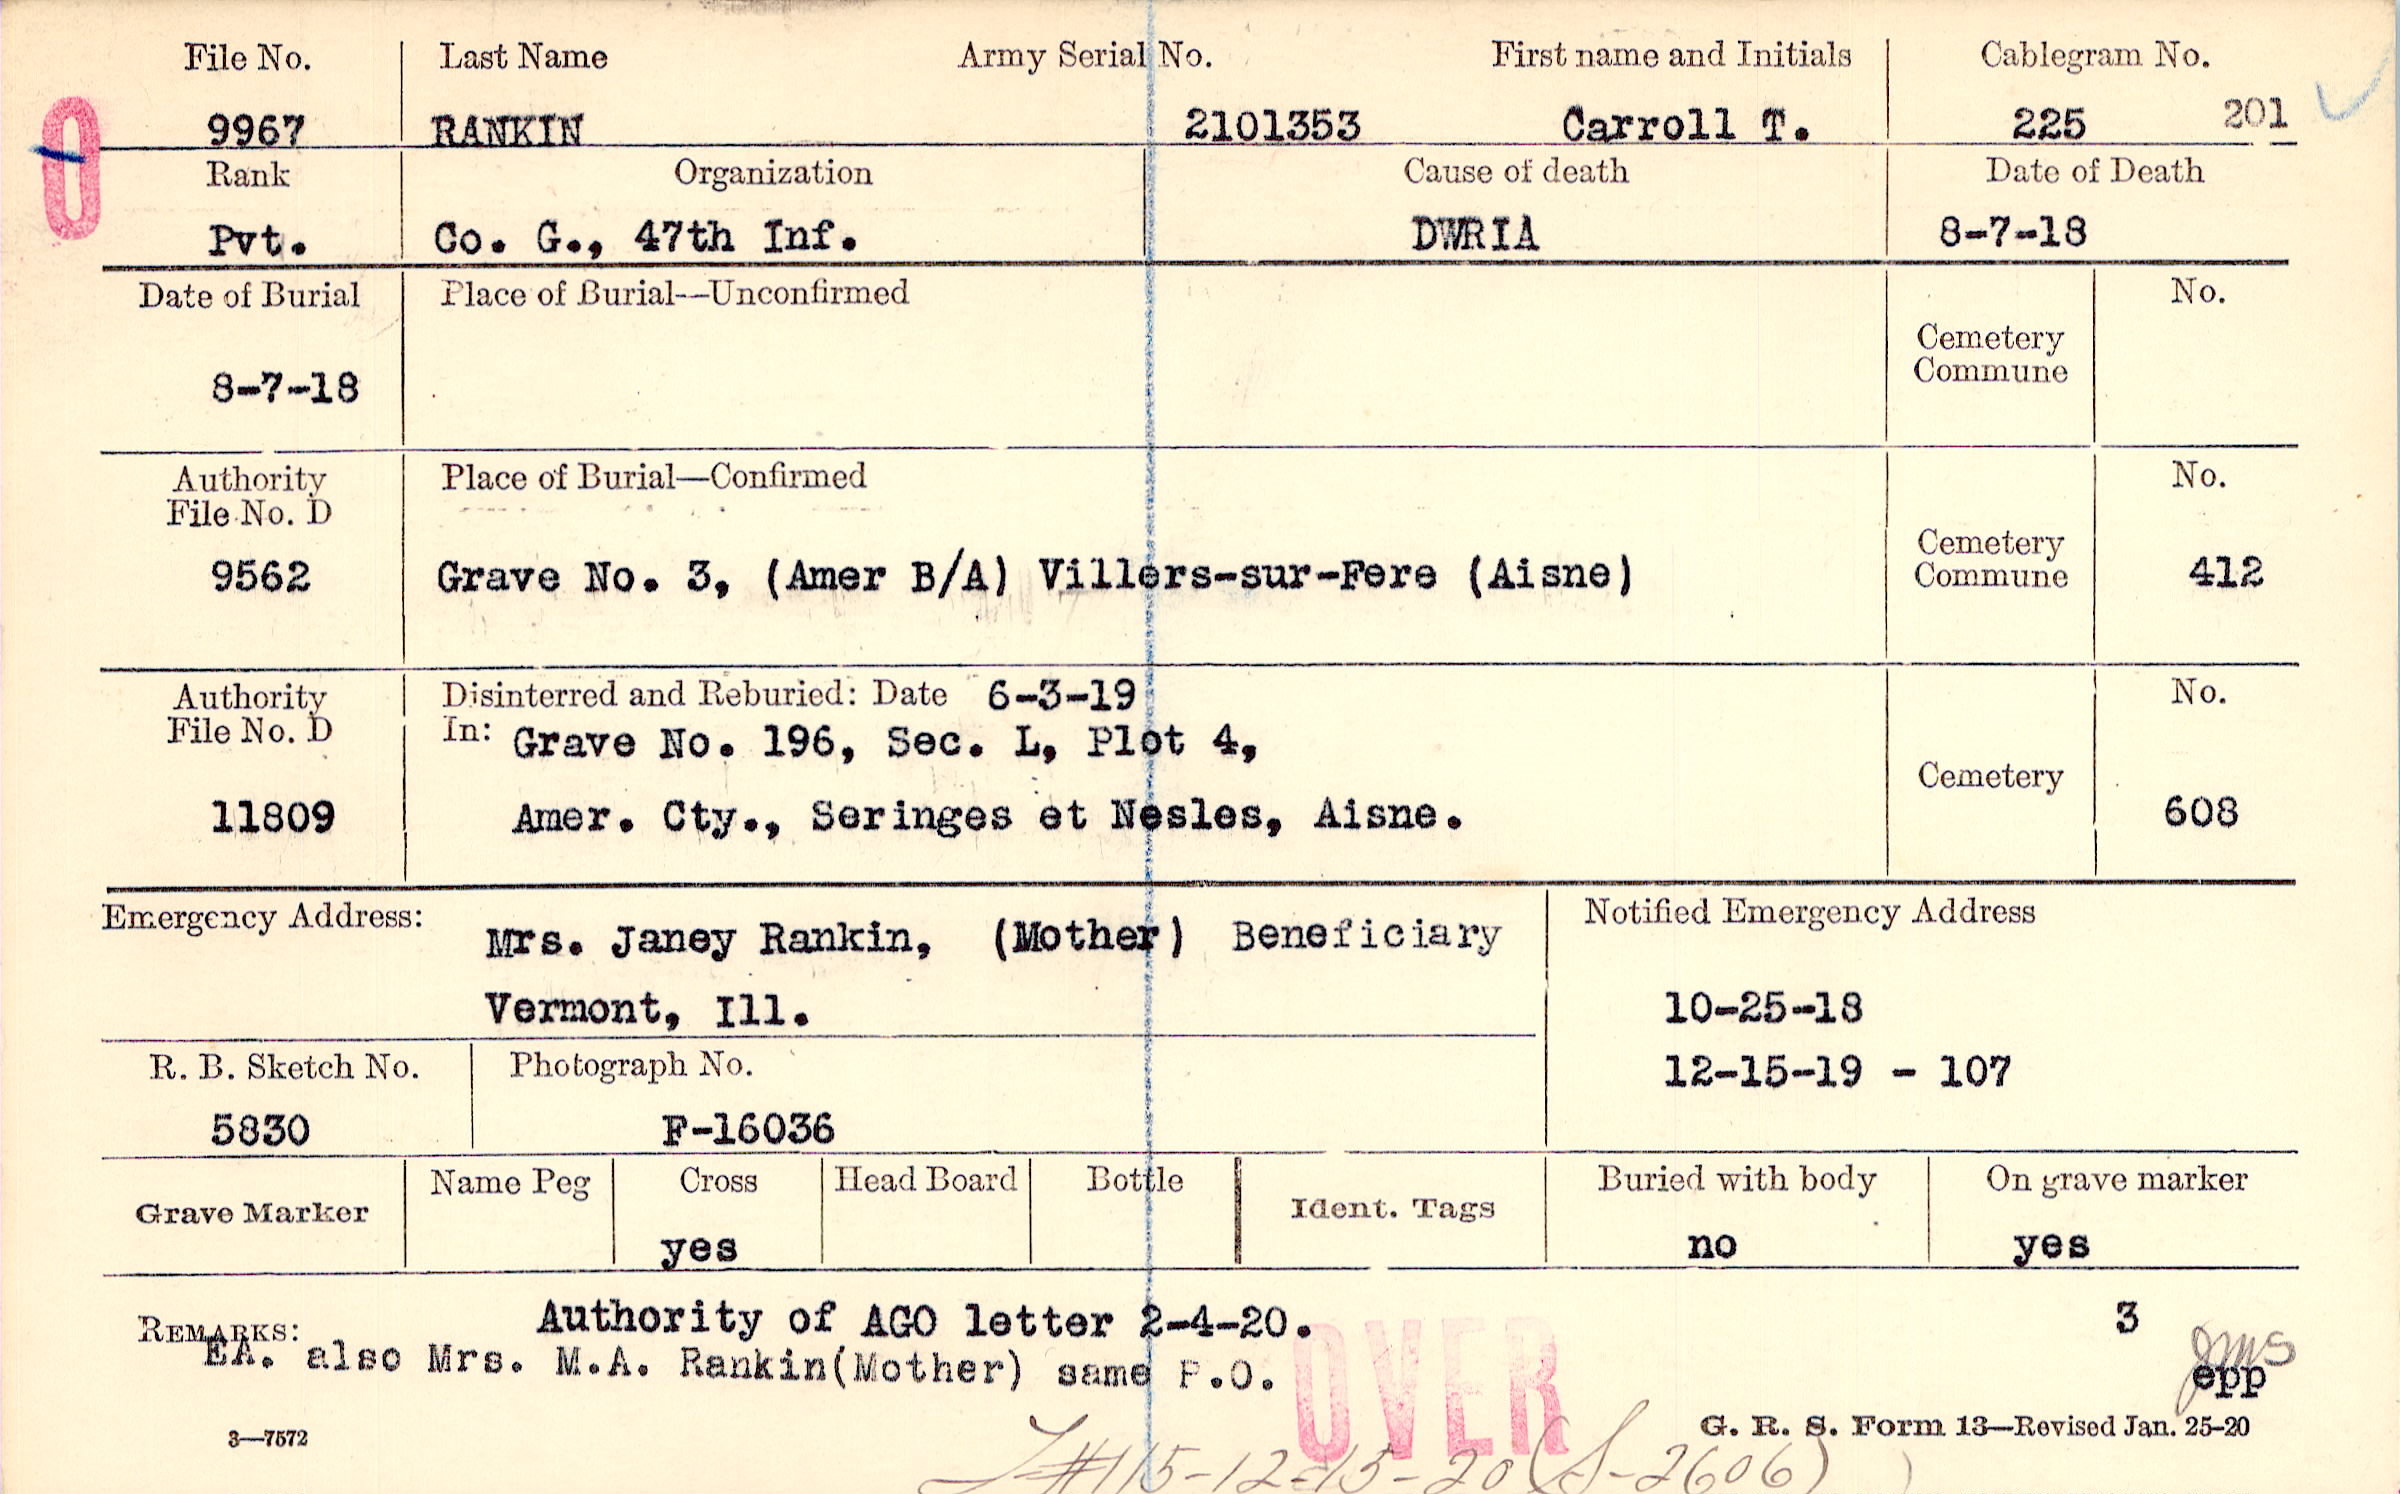 File No. Last Name Army Serial No. First name and Initials Cablegram No.
9967 RANKIN 2101353 Carroll T. 225 201
0
Rank Organization Cause of death Date of Death
Pvt. Co. G., 47th Inf. DWRIA 8-7-18
Date of Burial Place of Burial—Unconfirmed No.
Cemetery
Commune
8-7-18
Authority Place of Burial—Confirmed No.
File No. D
Cemetery
9562 Grave No. 3, (Amer B/A) Villers-sur-Fere (Aisne) Commune 412
Authority Disinterred and Reburied: Date 6-3-19 No.
File No. D In: Grave No. 196, Sec. L, Plot 4,
Cemetery
11809 Amer. Cty., Seringes et Nesles, Aisne. 608
Emergency Address: Notified Emergency Address
Mrs. Janey Rankin, (Mother) Beneficiary
Vermont, Ill. 10-25-18
R. B. Sketch No. Photograph No. 12-15-19 - 107
5830 F-16036
Name Peg Cross Head Board Bottle Buried with body On grave marker
Grave Marker Ident. Tags
yes no yes
REMARKS: Authority of AGO letter 2-4-20. 3
EA. also Mrs. M.A. Rankin(Mother) same P.O.
JMS
epp
OVER
3—7572 G. R. S. Form 13—Revised Jan. 25-20
#115-12-15-20 (S-2606)